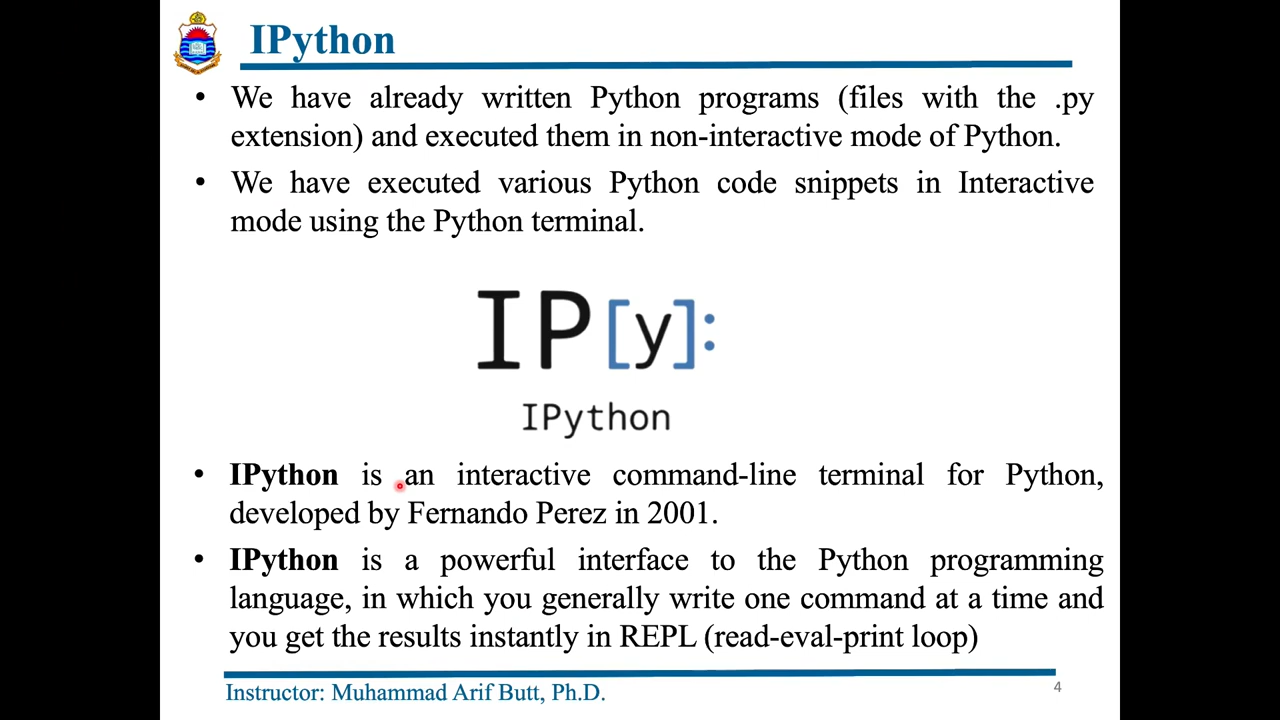 IPython
• We have already written Python programs (files with the .py
extension) and executed them in non-interactive mode of Python.
• We have executed various Python code snippets in Interactive
mode using the Python terminal.
IP[y]:
IPython
• IPython is an interactive command-line terminal for Python,
developed by Fernando Perez in 2001.
• IPython is a powerful interface to the Python programming
language, in which you generally write one command at a time and
you get the results instantly in REPL (read-eval-print loop)
Instructor: Muhammad Arif Butt, Ph.D.
4